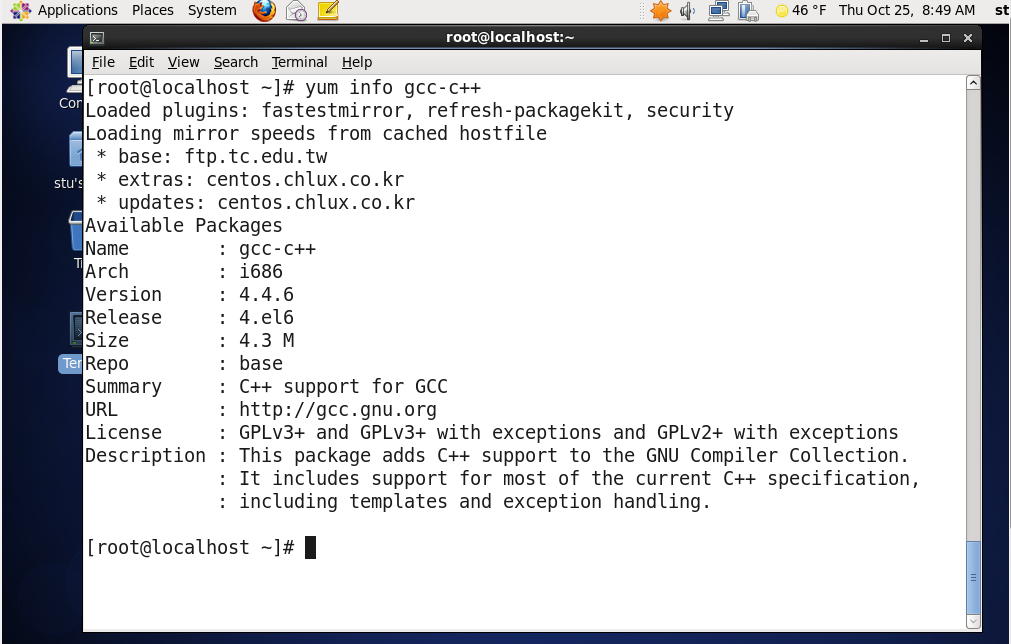 Applications Places System 46 °F Thu Oct 25, 8:49 AM st
root@localhost:~
File Edit View Search Terminal Help
[root@localhost ~]# yum info gcc-c++
Loaded plugins: fastestmirror, refresh-packagekit, security
Loading mirror speeds from cached hostfile
 * base: ftp.tc.edu.tw
 * extras: centos.chlux.co.kr
 * updates: centos.chlux.co.kr
Available Packages
Name        : gcc-c++
Arch        : i686
Version     : 4.4.6
Release     : 4.el6
Size        : 4.3 M
Repo        : base
Summary     : C++ support for GCC
URL         : http://gcc.gnu.org
License     : GPLv3+ and GPLv3+ with exceptions and GPLv2+ with exceptions
Description : This package adds C++ support to the GNU Compiler Collection.
            : It includes support for most of the current C++ specification,
            : including templates and exception handling.
[root@localhost ~]#
Con
stu's
T
Ter